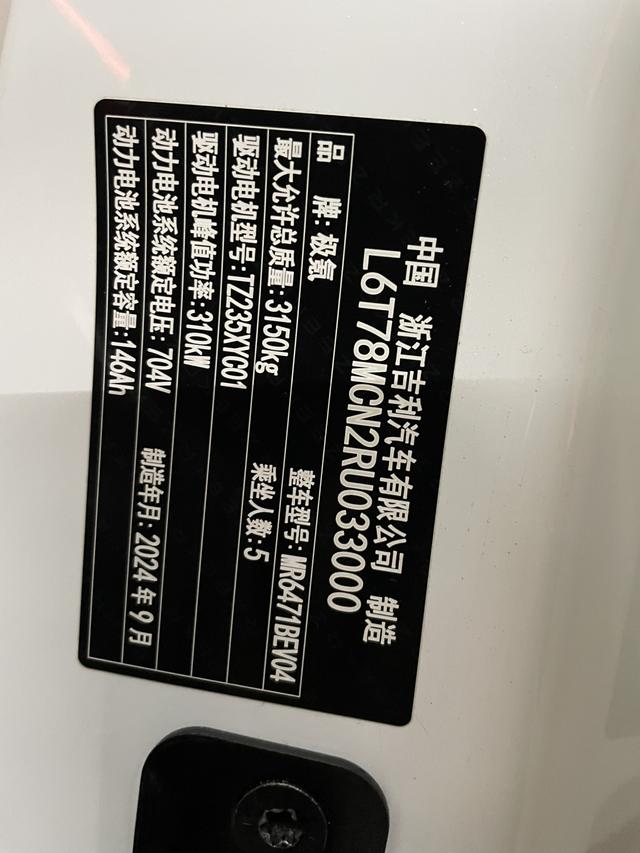 中国 浙江吉利汽车有限公司 制造
L6T78MCN2RU033000
品 牌:极氪 整车型号:MR6471BEV04
最大允许总质量:3150kg 乘坐人数:5
驱动电机型号:TZ235XYC01
驱动电机峰值功率:310kW
动力电池系统额定电压:704V 制造年月:2024年9月
动力电池系统额定容量:146Ah